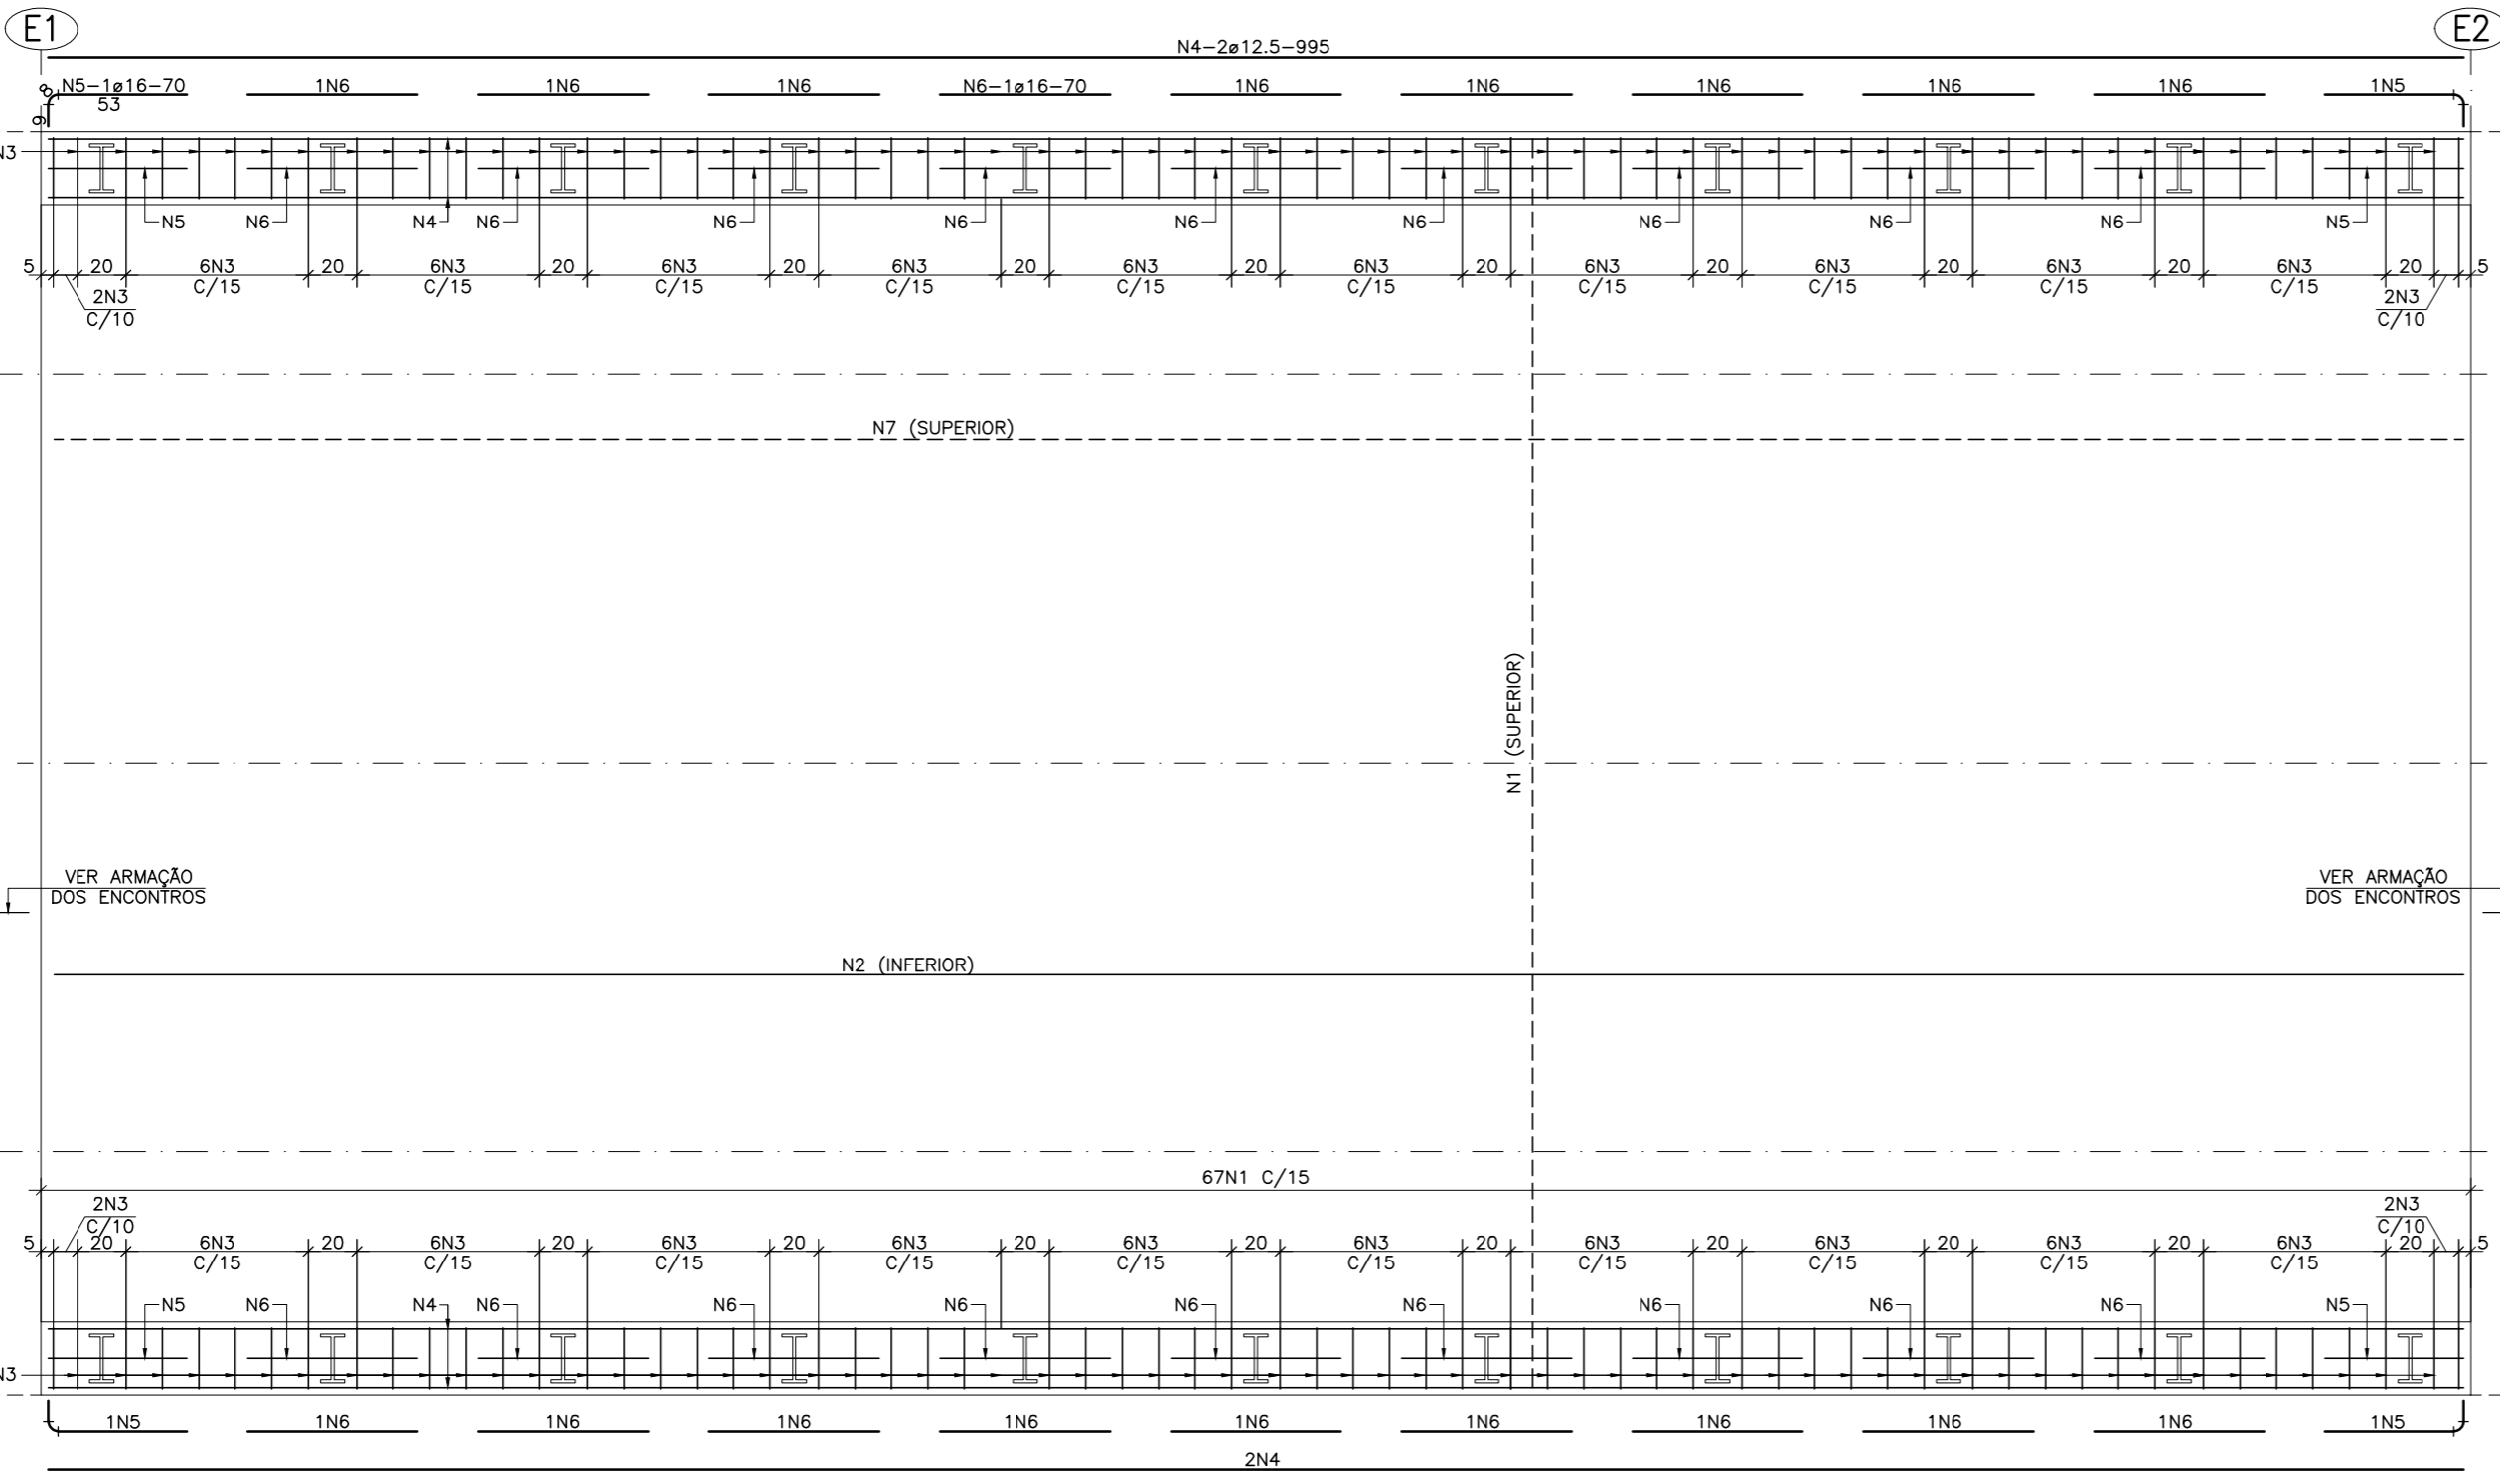 E1
E2
N4-2ø12.5-995
N5-1ø16-70 1N6 1N6 1N6 N6-1ø16-70 1N6 1N6 1N6 1N6 1N6 1N5
8
53
9
N3
N5 N6 N4 N6 N6 N6 N6 N6 N6 N6 N6 N5
5 20 6N3 20 6N3 20 6N3 20 6N3 20 6N3 20 6N3 20 6N3 20 6N3 20 6N3 20 6N3 20 5
C/15 C/15 C/15 C/15 C/15 C/15 C/15 C/15 C/15 C/15
2N3 2N3
C/10 C/10
N7 (SUPERIOR)
N1 (SUPERIOR)
VER ARMAÇÃO
DOS ENCONTROS
VER ARMAÇÃO
DOS ENCONTROS
N2 (INFERIOR)
67N1 C/15
2N3 2N3
C/10 C/10
5 20 6N3 20 6N3 20 6N3 20 6N3 20 6N3 20 6N3 20 6N3 20 6N3 20 6N3 20 6N3 20 5
C/15 C/15 C/15 C/15 C/15 C/15 C/15 C/15 C/15 C/15
N5 N6 N4 N6 N6 N6 N6 N6 N6 N6 N6 N5
N3
1N5 1N6 1N6 1N6 1N6 1N6 1N6 1N6 1N6 1N6 1N5
2N4